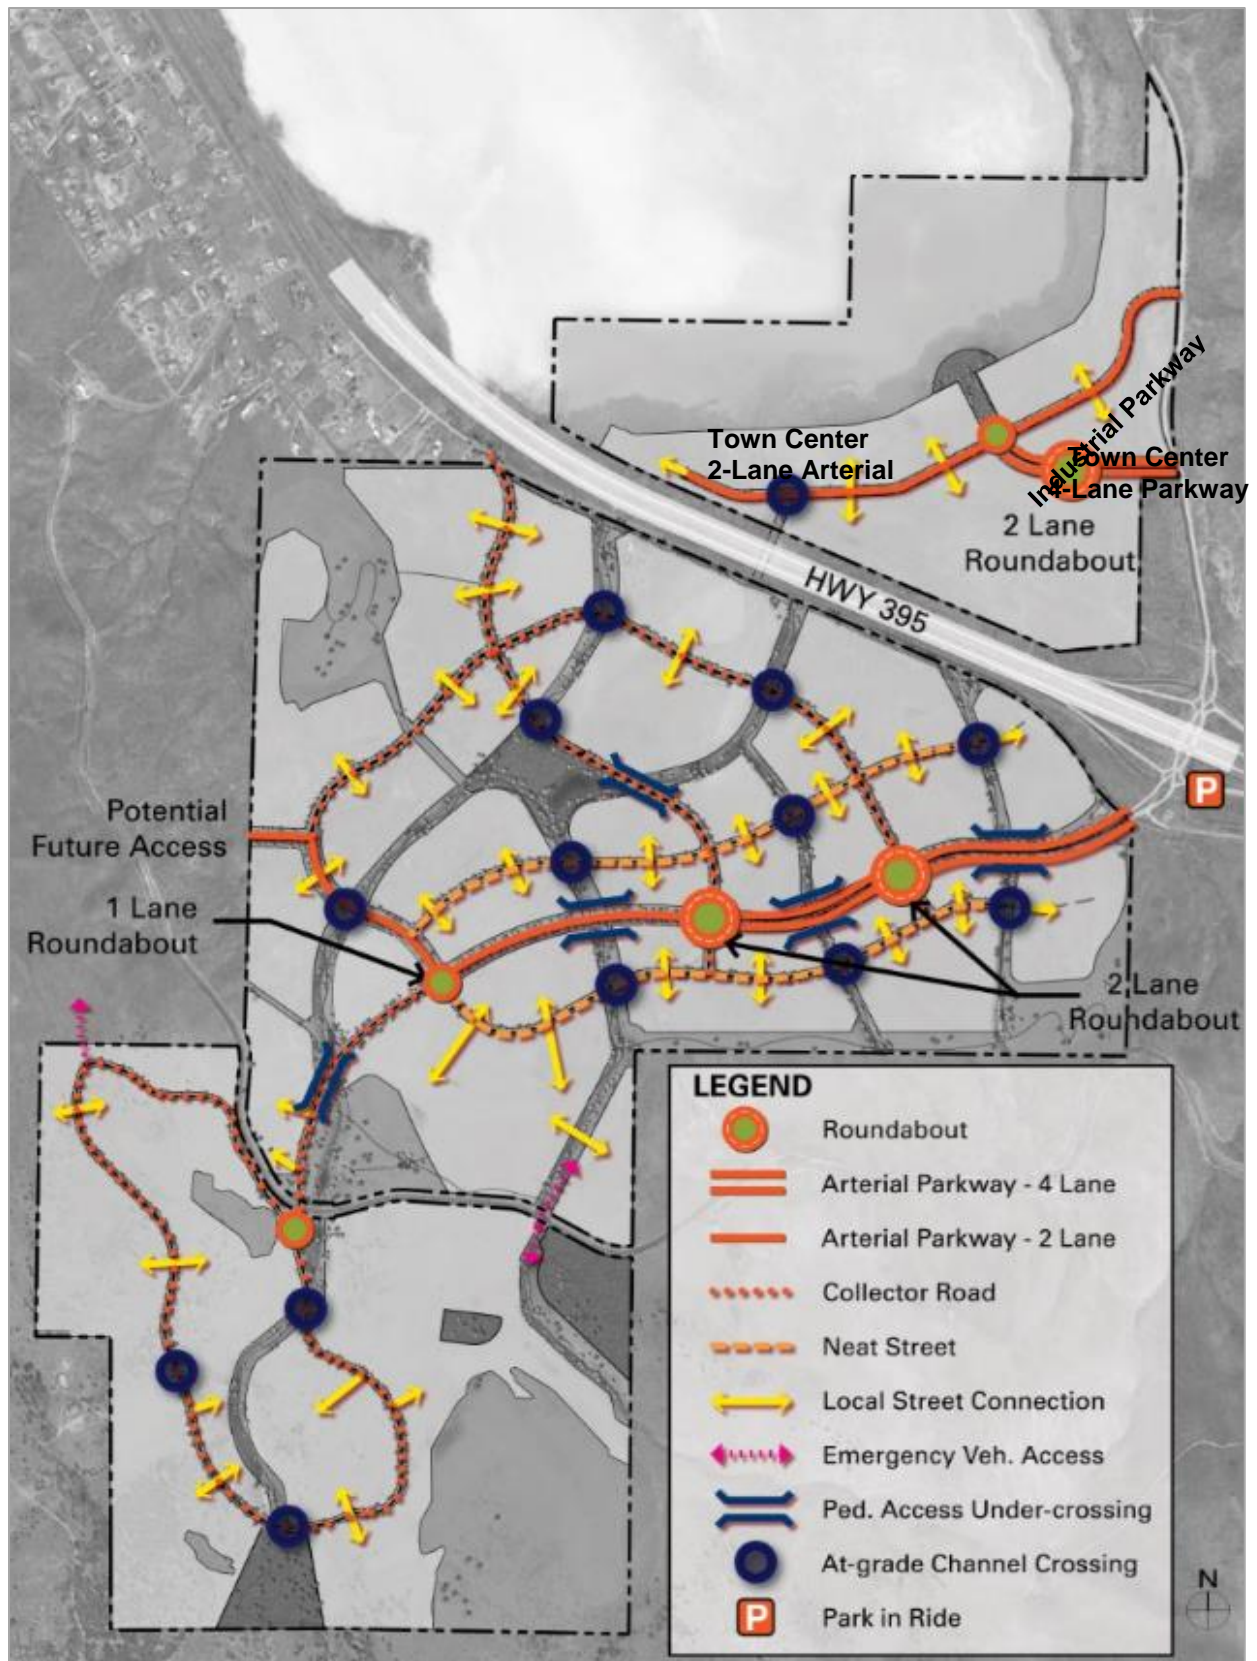 Industrial Parkway
Town Center
2-Lane Arterial
Town Center
4-Lane Parkway
2 Lane
Roundabout
HWY 395
P
Potential
Future Access
1 Lane
Roundabout
2 Lane
Roundabout
LEGEND
Roundabout
Arterial Parkway - 4 Lane
Arterial Parkway - 2 Lane
Collector Road
Neat Street
Local Street Connection
Emergency Veh. Access
Ped. Access Under-crossing
At-grade Channel Crossing
P Park in Ride
N